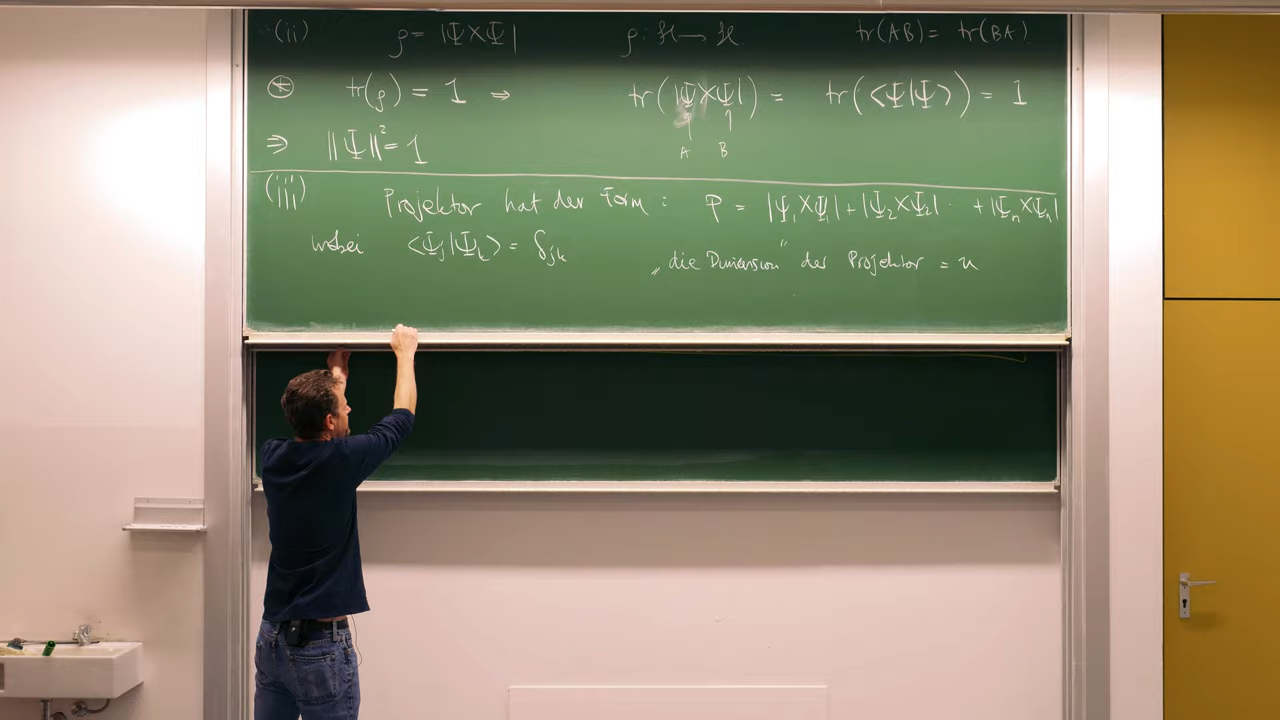 (ii) ρ = |Ψ⟩⟨Ψ| ρ: ℋ → ℋ tr(AB) = tr(BA)
⊛ tr(ρ) = 1 ⇒ tr(|Ψ⟩⟨Ψ|) = tr(⟨Ψ|Ψ⟩) = 1
↑ ↑
⇒ ||Ψ||² = 1 A B
(iii) Projektor hat der Form : P = |Ψ₁⟩⟨Ψ₁| + |Ψ₂⟩⟨Ψ₂| ·· + |Ψₙ⟩⟨Ψₙ|
wobei ⟨Ψⱼ|Ψₖ⟩ = δⱼₖ „die Dimension" der Projektor = n